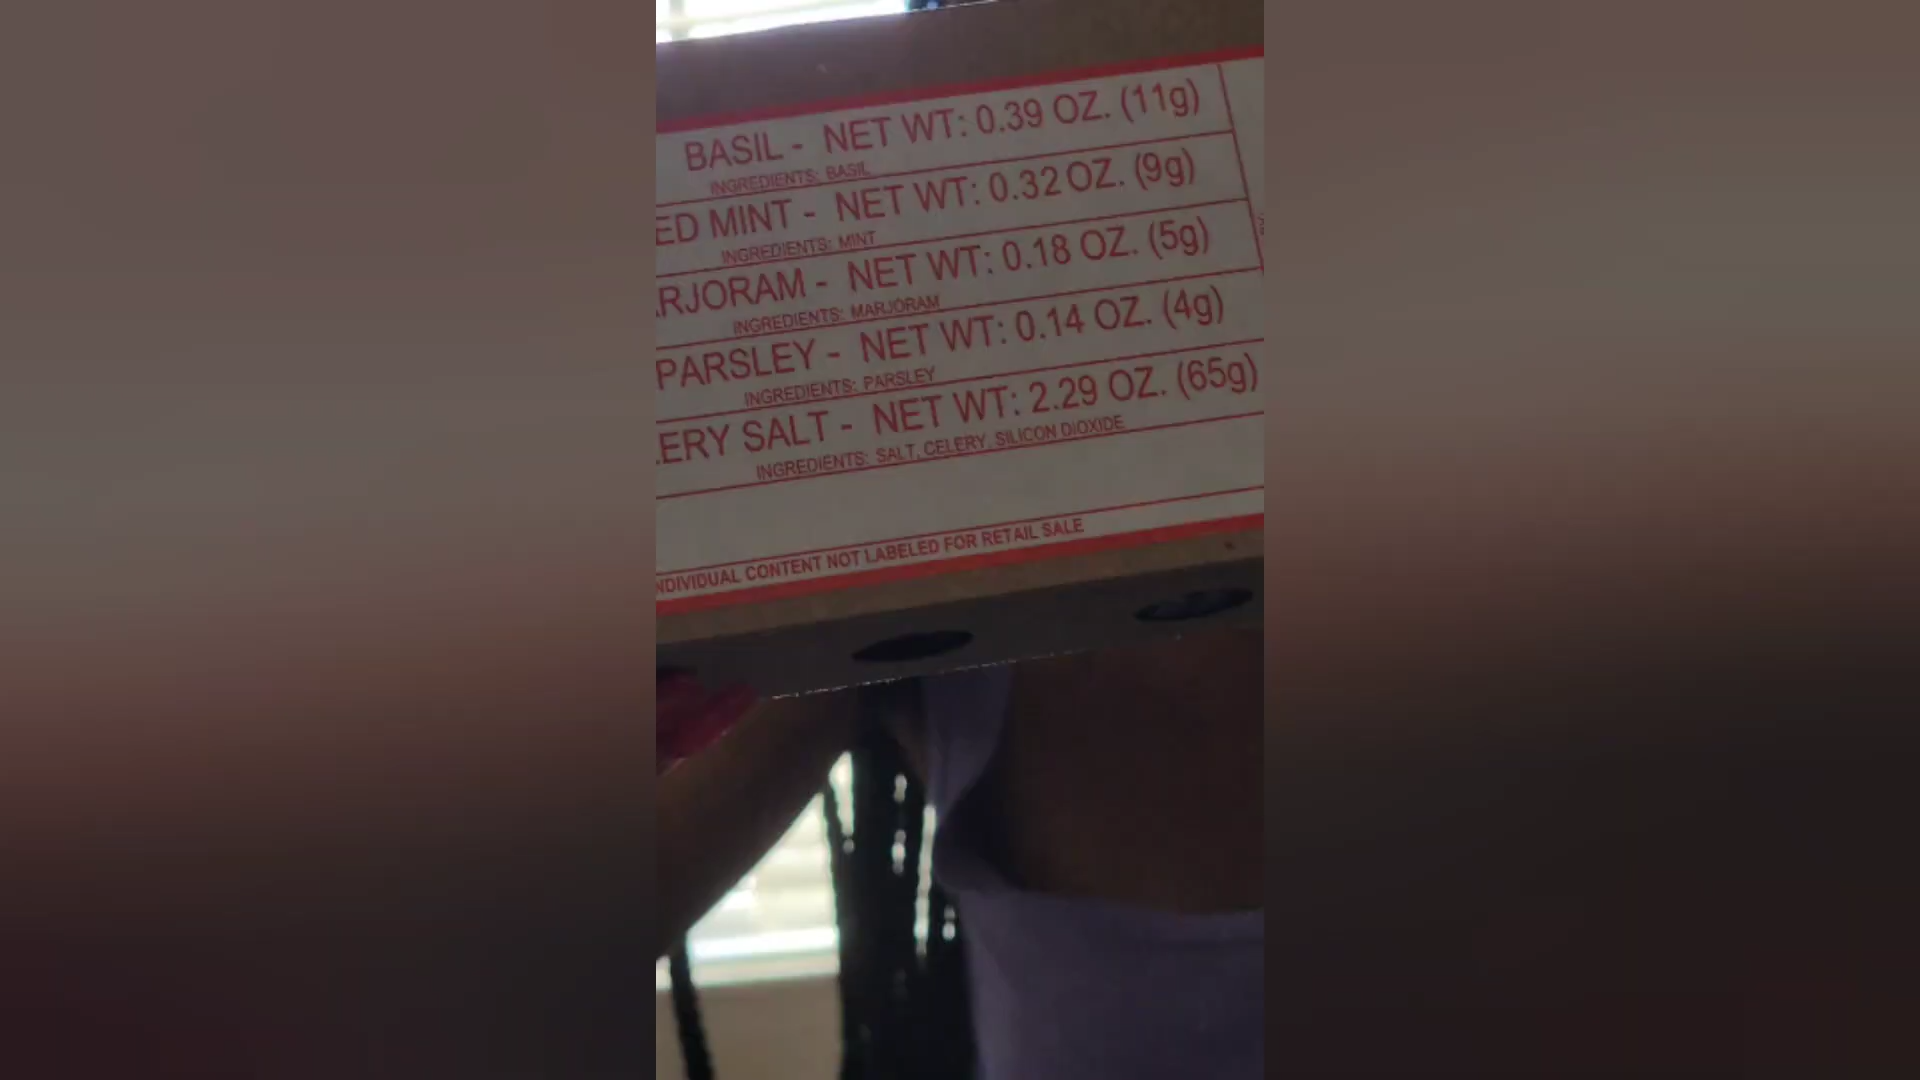 BASIL - NET WT: 0.39 OZ. (11g)
INGREDIENTS: BASIL
ED MINT - NET WT: 0.32 OZ. (9g)
INGREDIENTS: MINT
RJORAM - NET WT: 0.18 OZ. (5g)
INGREDIENTS: MARJORAM
PARSLEY - NET WT: 0.14 OZ. (4g)
INGREDIENTS: PARSLEY
ERY SALT - NET WT: 2.29 OZ. (65g)
INGREDIENTS: SALT, CELERY, SILICON DIOXIDE
NDIVIDUAL CONTENT NOT LABELED FOR RETAIL SALE